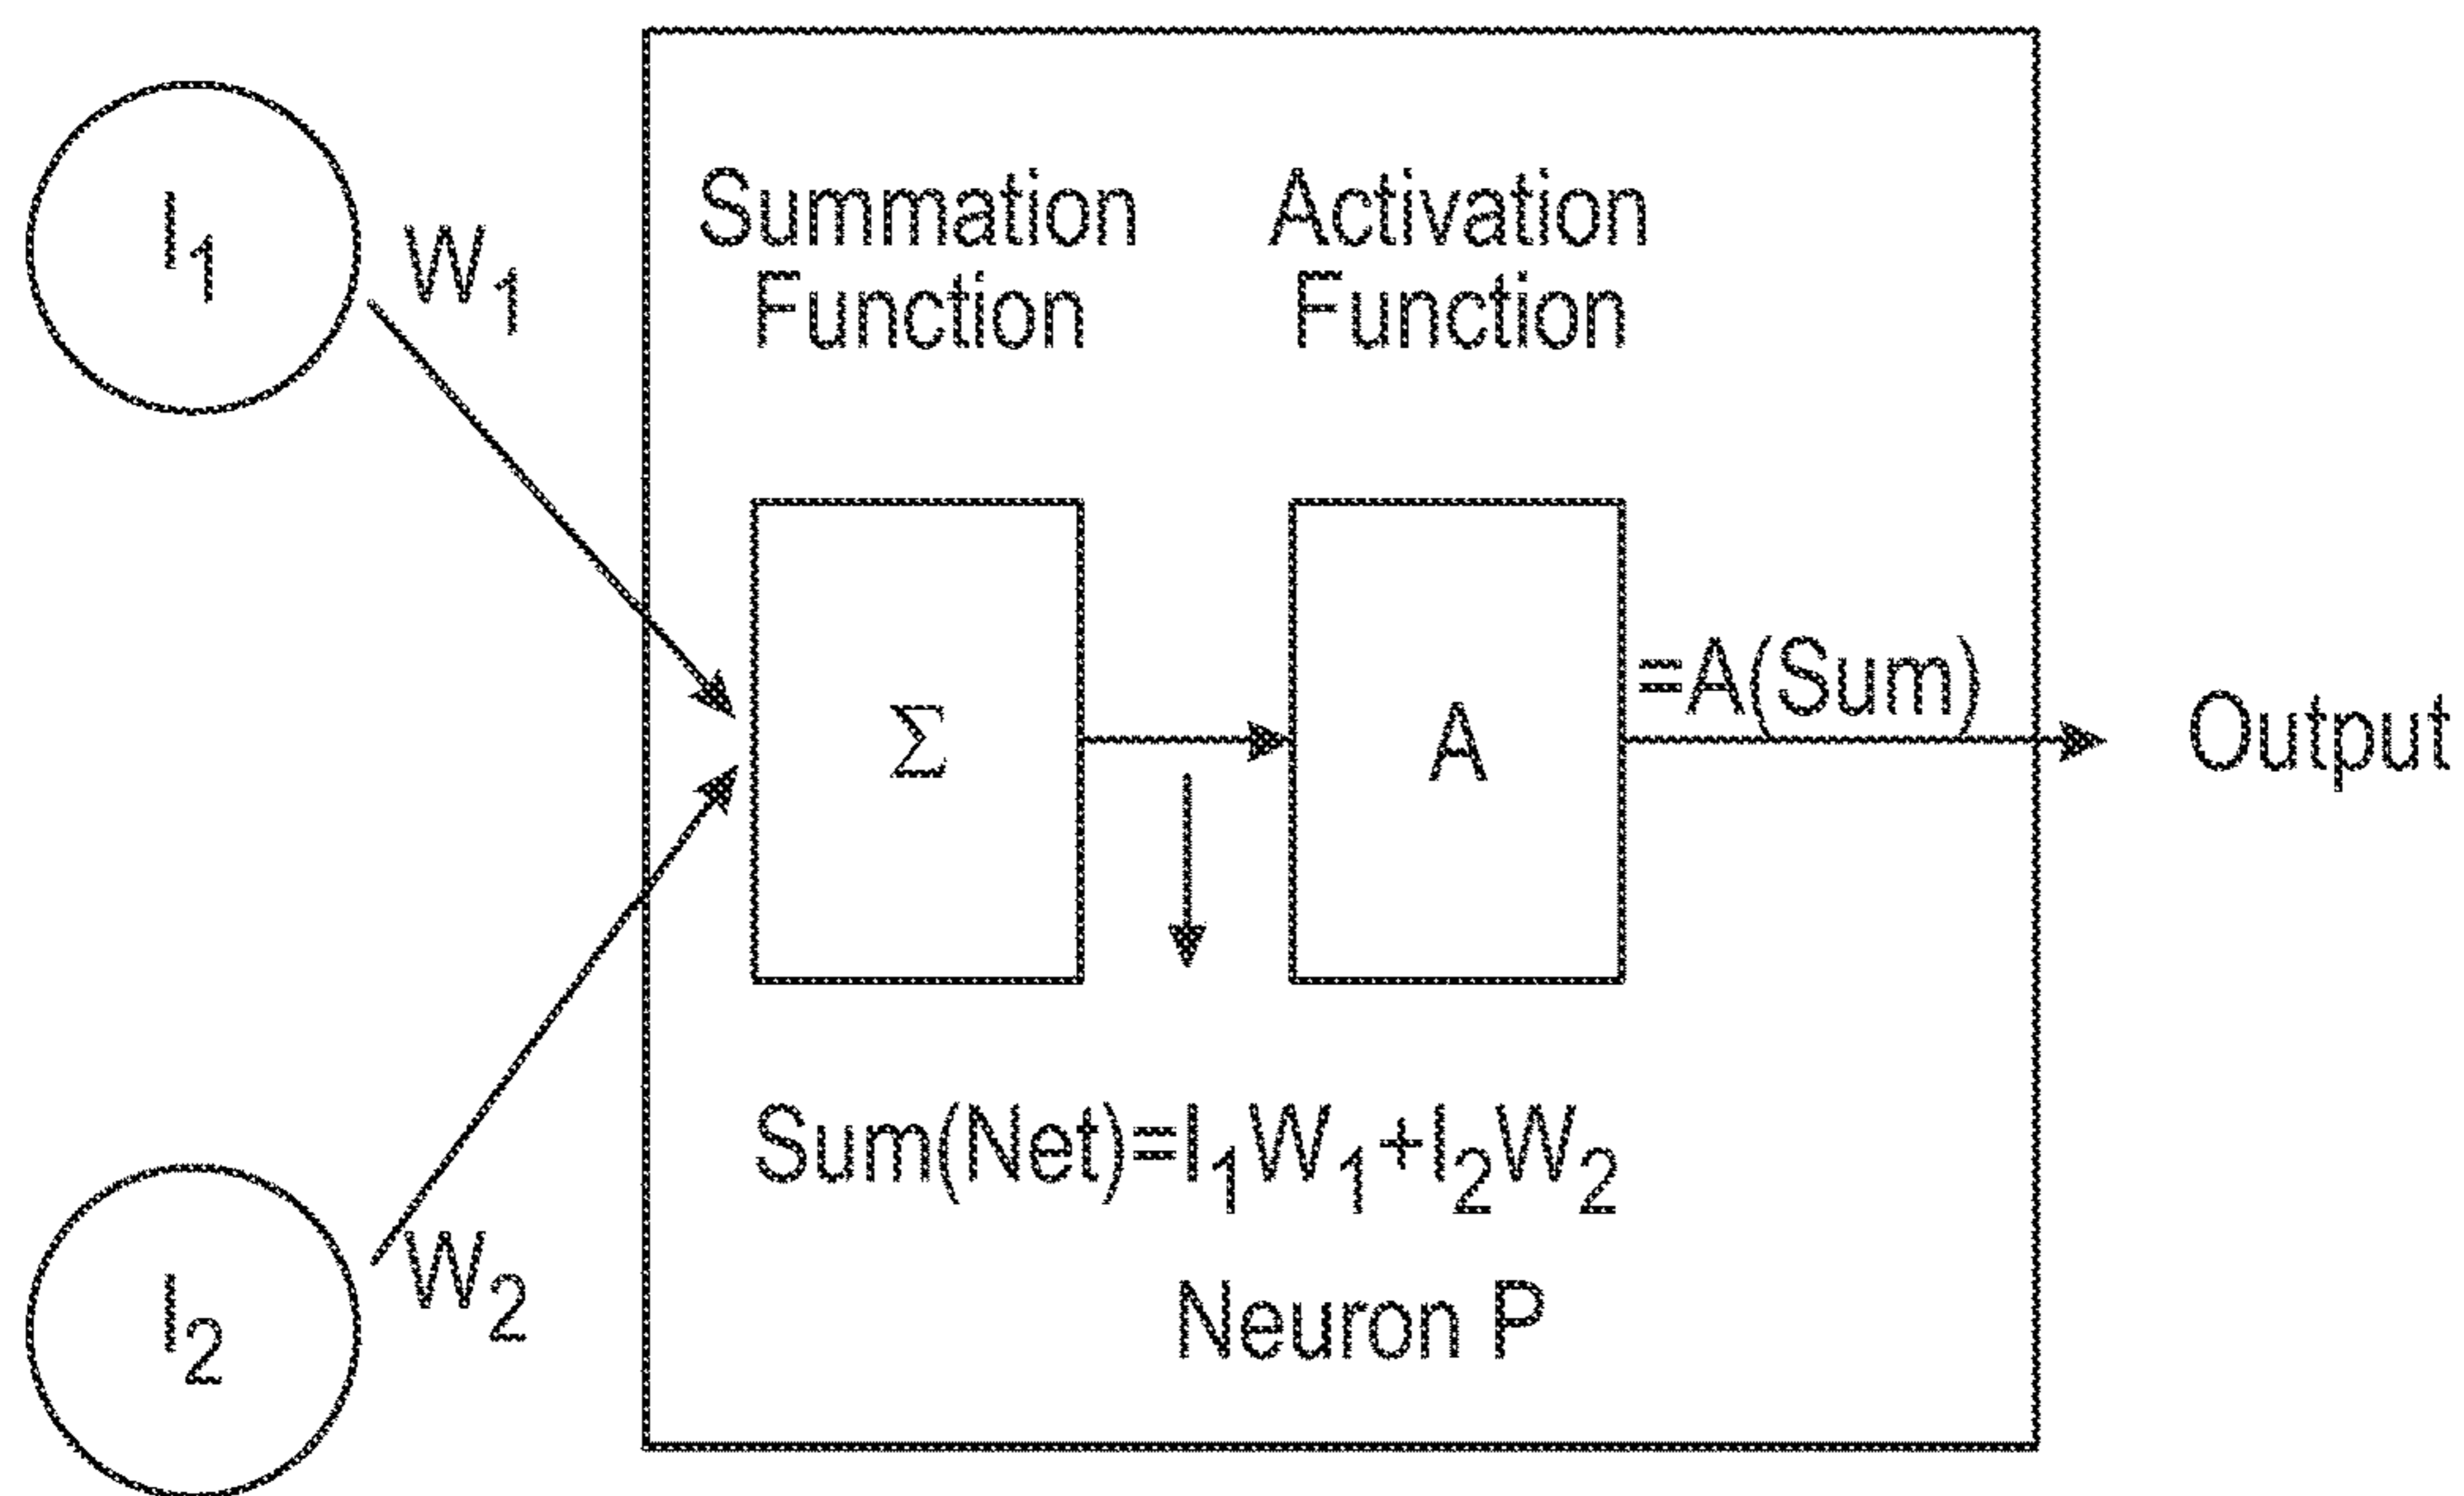 I₁
W₁
Summation
Function
Activation
Function
Σ
A
=A(Sum)
Output
Sum(Net)=I₁W₁+I₂W₂
I₂
W₂
Neuron P